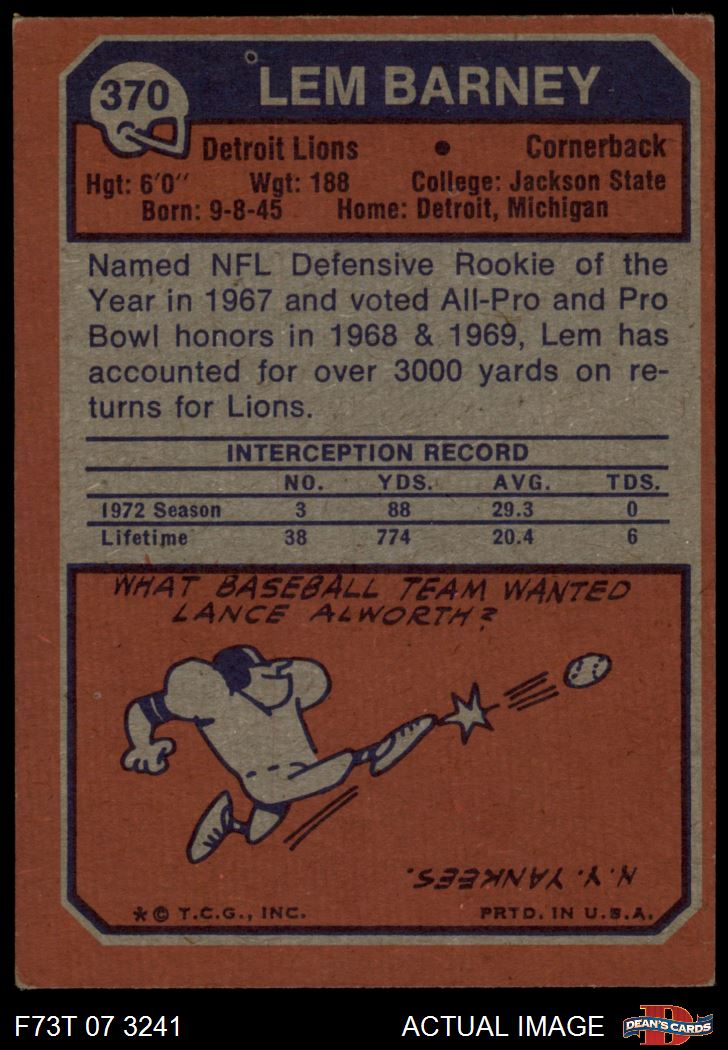 370
LEM BARNEY
Detroit Lions • Cornerback
Hgt: 6'0" Wgt: 188 College: Jackson State
Born: 9-8-45 Home: Detroit, Michigan
Named NFL Defensive Rookie of the
Year in 1967 and voted All-Pro and Pro
Bowl honors in 1968 & 1969, Lem has
accounted for over 3000 yards on re-
turns for Lions.
INTERCEPTION RECORD
NO. YDS. AVG. TDS.
1972 Season 3 88 29.3 0
Lifetime 38 774 20.4 6
WHAT BASEBALL TEAM WANTED
LANCE ALWORTH?
N.Y. YANKEES.
* © T.C.G., INC. PRTD. IN U.S.A.
F73T 07 3241 ACTUAL IMAGE D DEAN'S CARDS